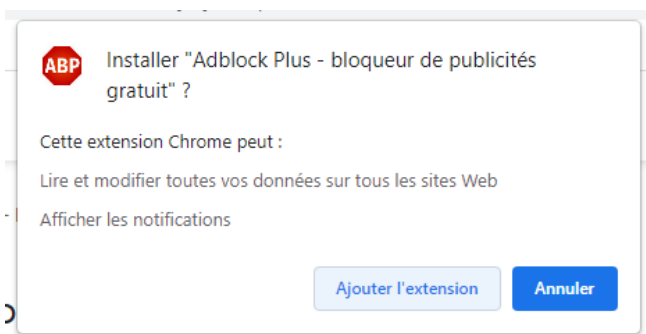 ABP
Installer "Adblock Plus - bloqueur de publicités
gratuit" ?
Cette extension Chrome peut :
Lire et modifier toutes vos données sur tous les sites Web
Afficher les notifications
Ajouter l'extension
Annuler